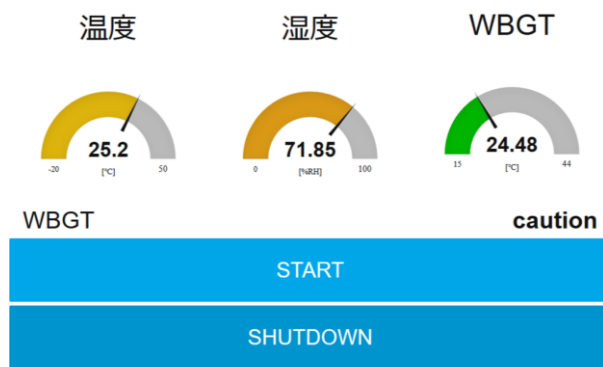 温度 湿度 WBGT
25.2 71.85 24.48
-20 [℃] 50 0 [%RH] 100 15 [℃] 44
WBGT caution
START
SHUTDOWN